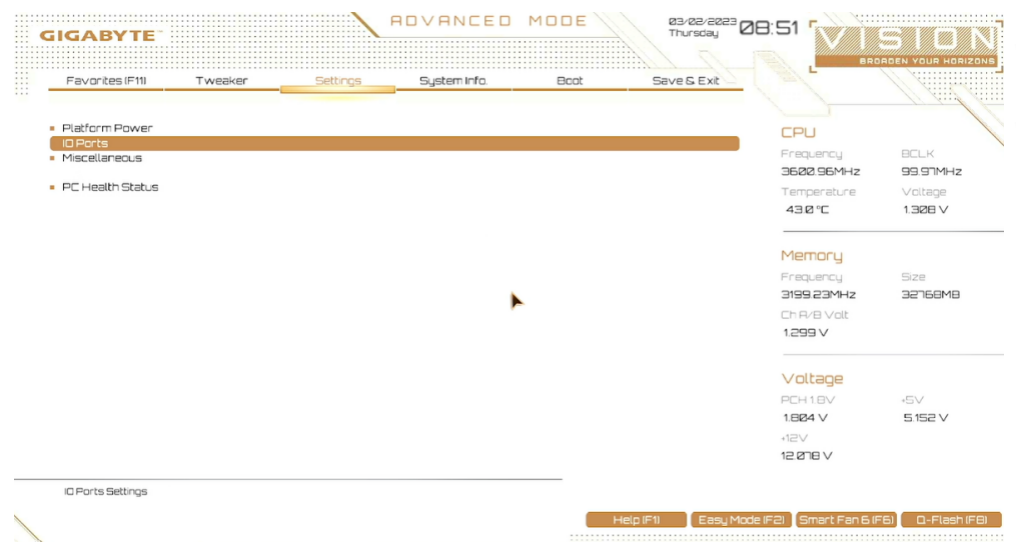 GIGABYTE™
ADVANCED MODE
03/02/2023
Thursday
08:51
VISION
BROADEN YOUR HORIZONS
Favorites (F11)
Tweaker
Settings
System Info.
Boot
Save & Exit
Platform Power
IO Ports
Miscellaneous
PC Health Status
CPU
Frequency BCLK
3600.96MHz 99.97MHz
Temperature Voltage
43.0 °C 1.308 V
Memory
Frequency Size
3199.23MHz 32768MB
Ch A/B Volt
1.299 V
Voltage
PCH 1.8V +5V
1.804 V 5.152 V
+12V
12.078 V
IO Ports Settings
Help (F1)
Easy Mode (F2)
Smart Fan 6 (F6)
Q-Flash (F8)